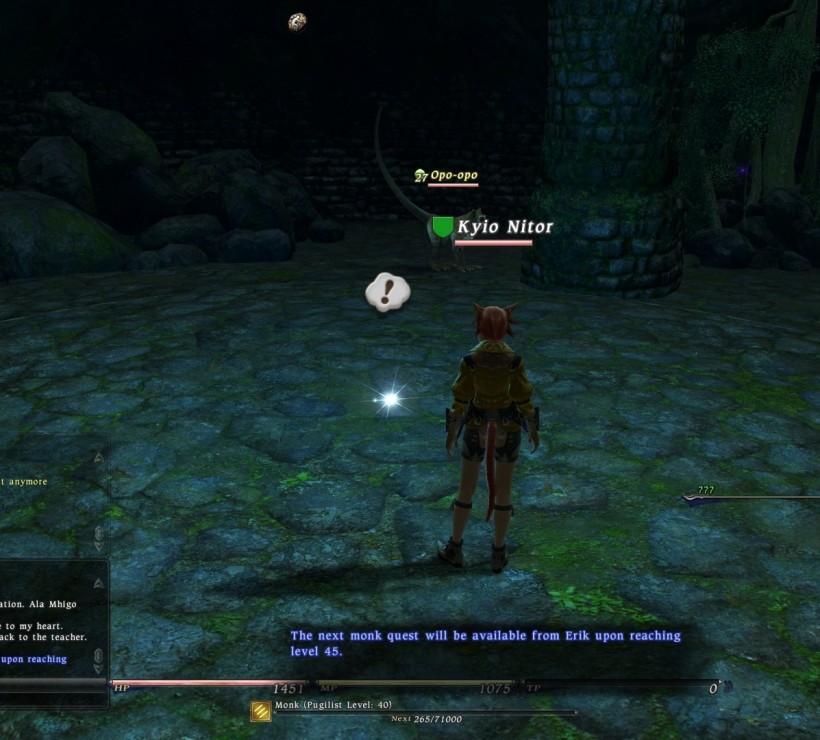 27 Opo-opo
Kyio Nitor
!
t anymore
777
ation. Ala Mhigo
e to my heart.
ack to the teacher.
The next monk quest will be available from Erik upon reaching
level 45.
upon reaching
HP 1451 MP 1075 TP 0
Monk (Pugilist Level: 40)
Next 265/71000